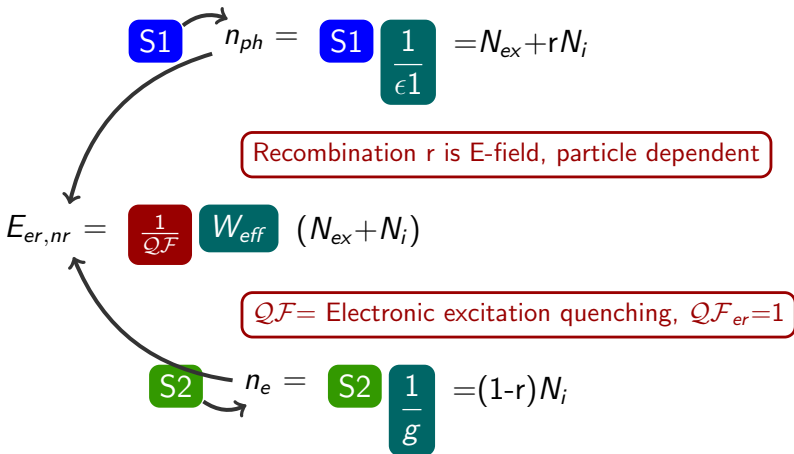 S1 n_ph = S1 1/ϵ1 =N_ex+rN_i
Recombination r is E-field, particle dependent
E_er,nr = 1/𝒬ℱ W_eff (N_ex+N_i)
𝒬ℱ= Electronic excitation quenching, 𝒬ℱ_er=1
S2 n_e = S2 1/g =(1-r)N_i